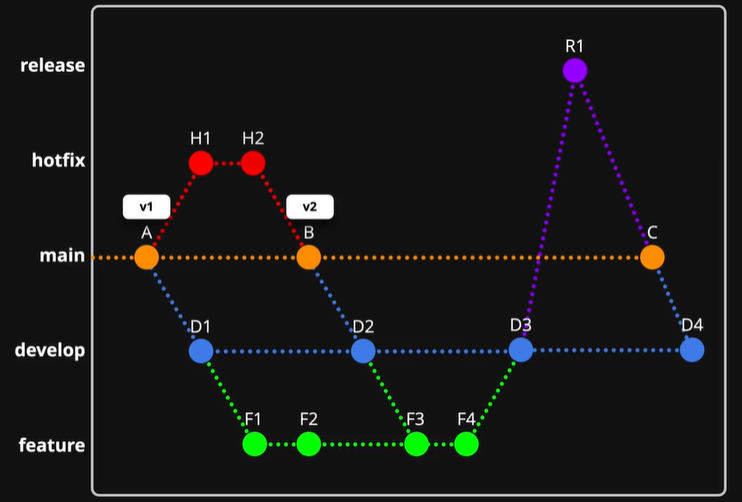 R1
release
H1 H2
hotfix
v1 v2
A B C
main
D1 D2 D3 D4
develop
F1 F2 F3 F4
feature